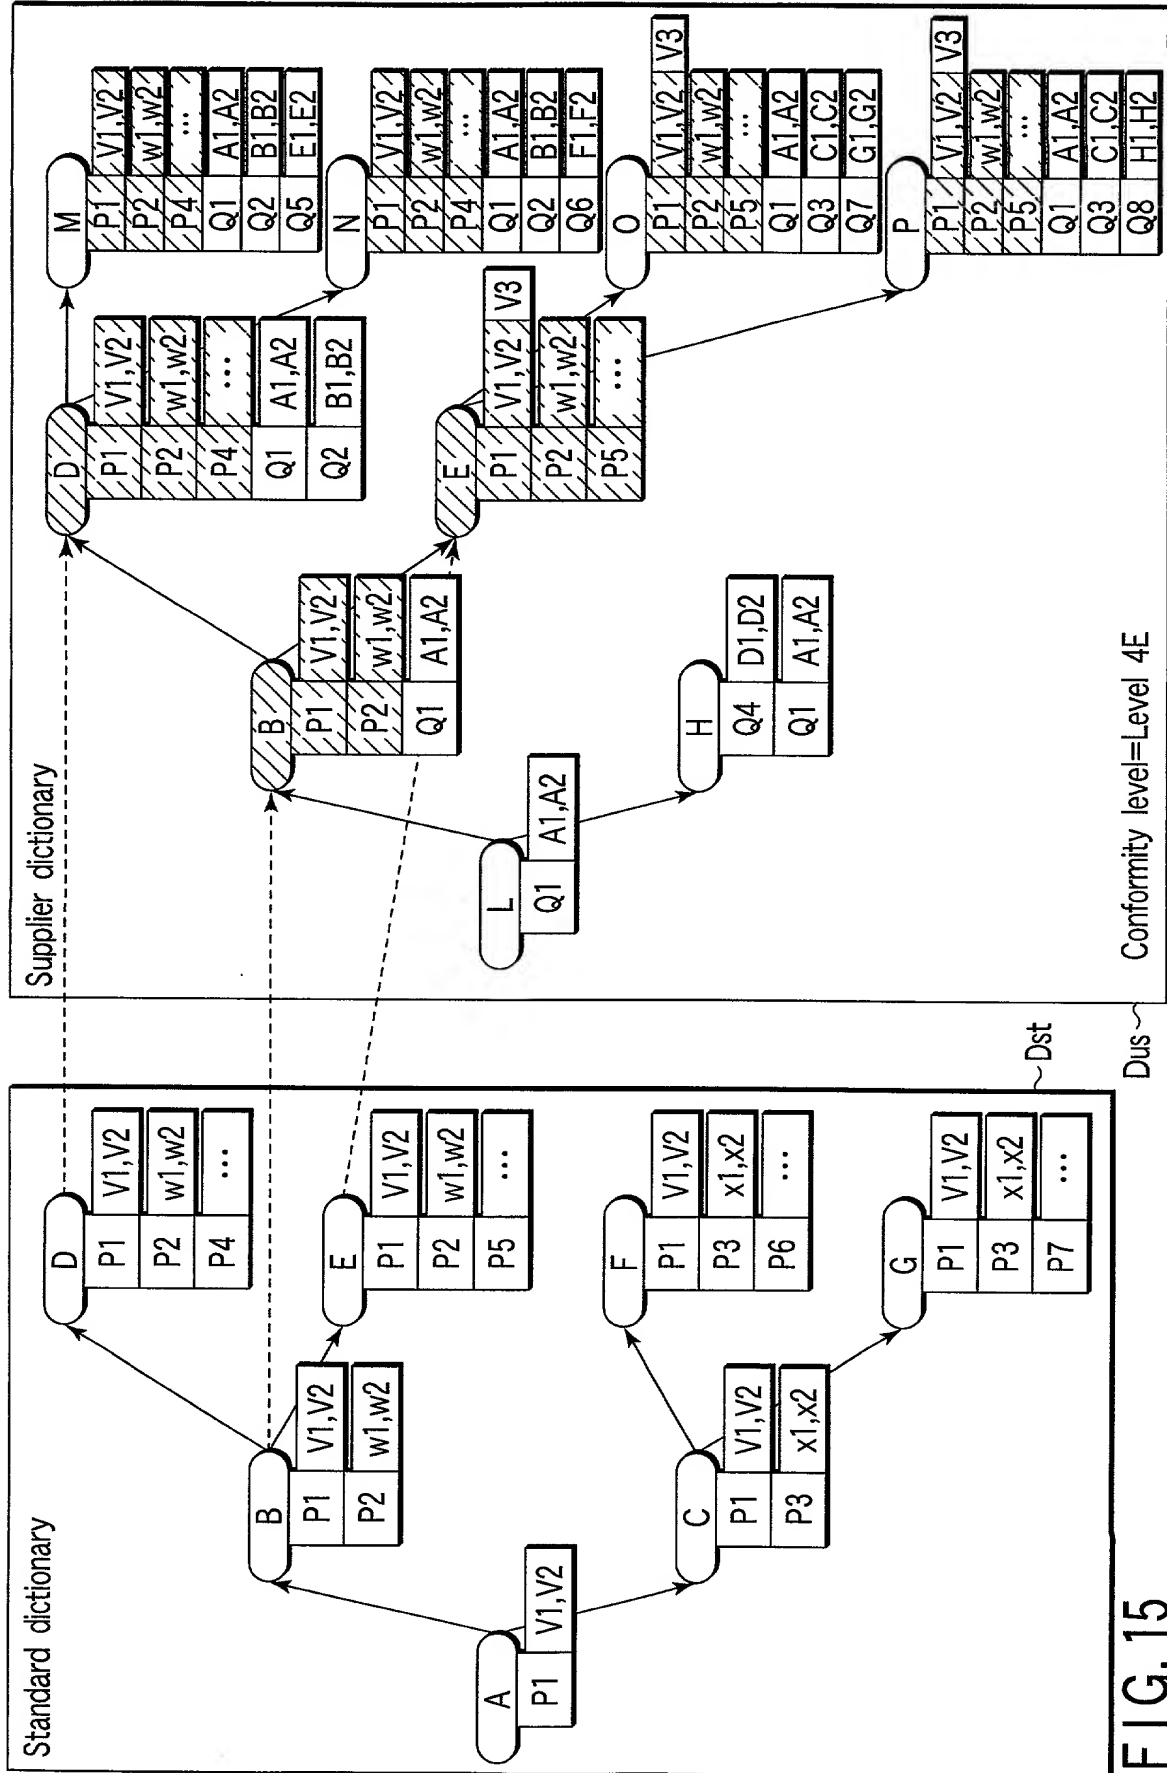 Standard dictionary
A
P1 V1,V2
B
P1 V1,V2
P2 w1,w2
C
P1 V1,V2
P3 x1,x2
D
P1 V1,V2
P2 w1,w2
P4 ...
E
P1 V1,V2
P2 w1,w2
P5 ...
F
P1 V1,V2
P3 x1,x2
P6 ...
G
P1 V1,V2
P3 x1,x2
P7 ...
Dst
Supplier dictionary
L
Q1 A1,A2
B
P1 V1,V2
P2 w1,w2
Q1 A1,A2
H
Q4 D1,D2
Q1 A1,A2
D
P1 V1,V2
P2 w1,w2
P4 ...
Q1 A1,A2
Q2 B1,B2
E
P1 V1,V2 V3
P2 w1,w2
P5 ...
M
P1 V1,V2
P2 w1,w2
P4 ...
Q1 A1,A2
Q2 B1,B2
Q5 E1,E2
N
P1 V1,V2
P2 w1,w2
P4 ...
Q1 A1,A2
Q2 B1,B2
Q6 F1,F2
O
P1 V1,V2 V3
P2 w1,w2
P5 ...
Q1 A1,A2
Q3 C1,C2
Q7 G1,G2
P
P1 V1,V2 V3
P2 w1,w2
P5 ...
Q1 A1,A2
Q3 C1,C2
Q8 H1,H2
Conformity level=Level 4E
Dus
FIG. 15